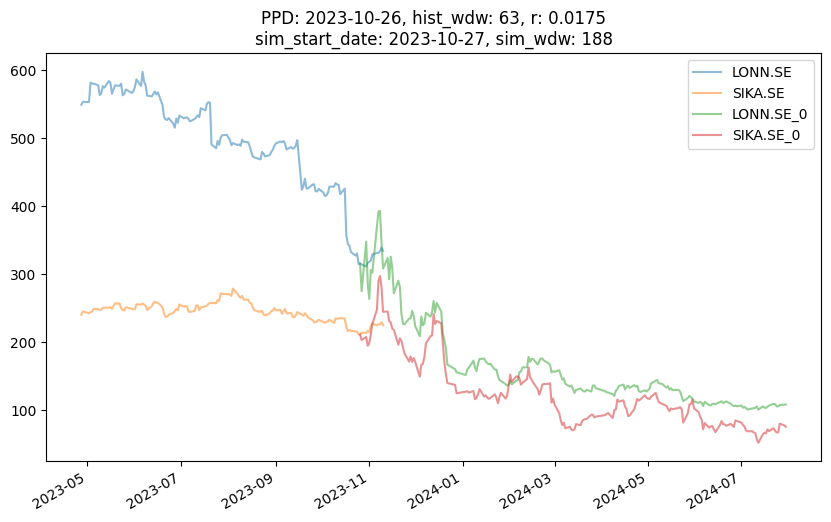 PPD: 2023-10-26, hist_wdw: 63, r: 0.0175
sim_start_date: 2023-10-27, sim_wdw: 188
LONN.SE
SIKA.SE
LONN.SE_0
SIKA.SE_0
600
500
400
300
200
100
2023-05
2023-07
2023-09
2023-11
2024-01
2024-03
2024-05
2024-07